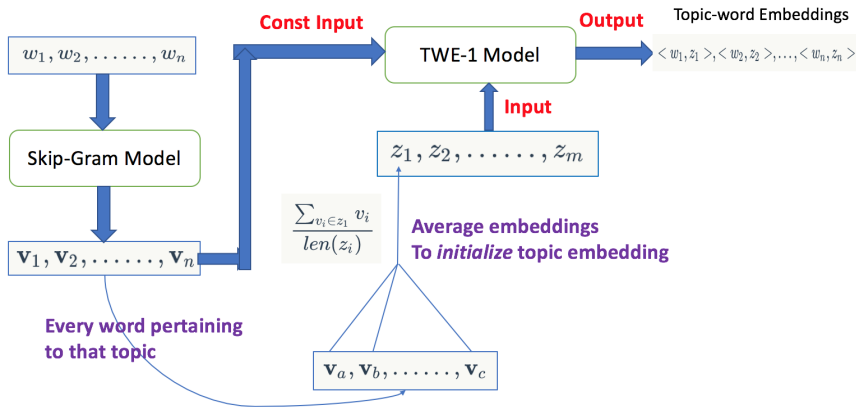 Topic-word Embeddings
Const Input
Output
w₁, w₂, . . . . . . , wₙ
TWE-1 Model
< w₁, z₁ >, < w₂, z₂ >, ..., < wₙ, zₙ >
Input
Skip-Gram Model
z₁, z₂, . . . . . . , zₘ
∑_{vᵢ∈z₁} vᵢ
len(zᵢ)
Average embeddings
To initialize topic embedding
v₁, v₂, . . . . . . , vₙ
Every word pertaining
to that topic
vₐ, v_b, . . . . . . , v_c